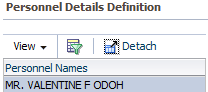 Personnel Details Definition
View Detach
Personnel Names
MR. VALENTINE F ODOH